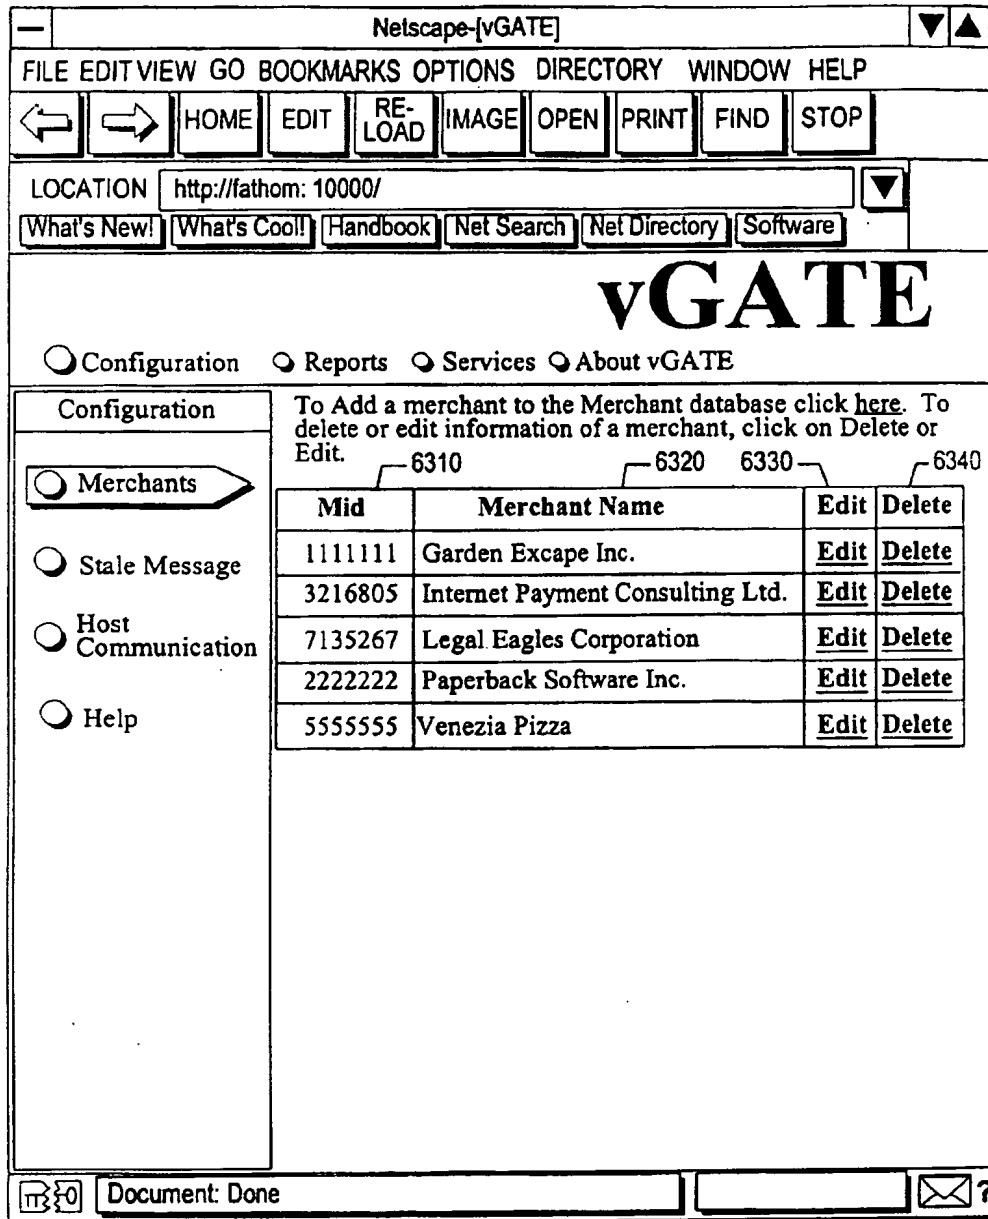 Netscape-[vGATE]
FILE EDIT VIEW GO BOOKMARKS OPTIONS DIRECTORY WINDOW HELP
HOME EDIT RE-LOAD IMAGE OPEN PRINT FIND STOP
LOCATION http://fathom: 10000/
What's New! What's Cool! Handbook Net Search Net Directory Software
vGATE
Configuration Reports Services About vGATE
Configuration
Merchants
Stale Message
Host
Communication
Help
To Add a merchant to the Merchant database click here. To
delete or edit information of a merchant, click on Delete or
Edit.
6310 6320 6330 6340
Mid Merchant Name Edit Delete
1111111 Garden Excape Inc. Edit Delete
3216805 Internet Payment Consulting Ltd. Edit Delete
7135267 Legal Eagles Corporation Edit Delete
2222222 Paperback Software Inc. Edit Delete
5555555 Venezia Pizza Edit Delete
Document: Done ?